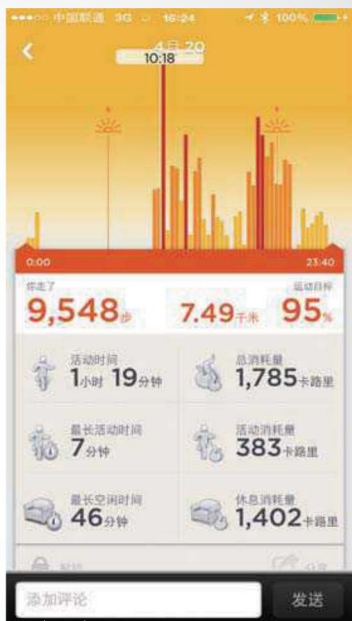 中国联通 3G 16:24 100%
4月 20
10:18
0:00 23:40
你走了 运动目标
9,548步 7.49千米 95%
活动时间 总消耗量
1小时 19分钟 1,785卡路里
最长活动时间 活动消耗量
7分钟 383卡路里
最长空闲时间 休息消耗量
46分钟 1,402卡路里
分享
添加评论 发送